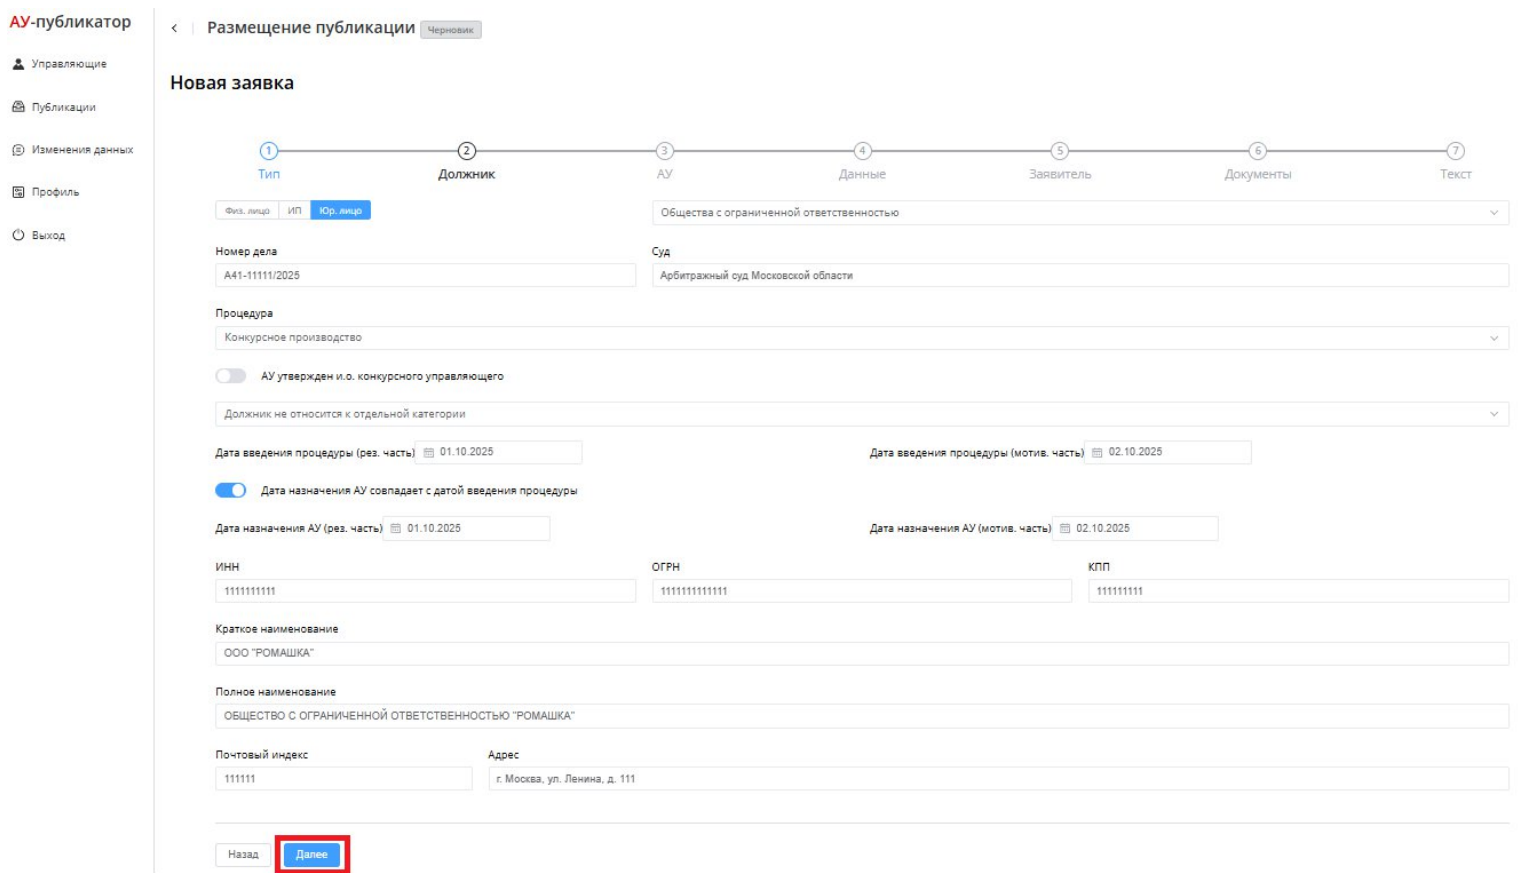 АУ-публикатор
Управляющие
Публикации
Изменения данных
Профиль
Выход
Размещение публикации Черновик
Новая заявка
1 2 3 4 5 6 7
Тип Должник АУ Данные Заявитель Документы Текст
Физ. лицо ИП Юр. лицо Общества с ограниченной ответственностью
Номер дела Суд
А41-11111/2025 Арбитражный суд Московской области
Процедура
Конкурсное производство
АУ утвержден и.о. конкурсного управляющего
Должник не относится к отдельной категории
Дата введения процедуры (рез. часть) 01.10.2025 Дата введения процедуры (мотив. часть) 02.10.2025
Дата назначения АУ совпадает с датой введения процедуры
Дата назначения АУ (рез. часть) 01.10.2025 Дата назначения АУ (мотив. часть) 02.10.2025
ИНН ОГРН КПП
1111111111 1111111111111 111111111
Краткое наименование
ООО "РОМАШКА"
Полное наименование
ОБЩЕСТВО С ОГРАНИЧЕННОЙ ОТВЕТСТВЕННОСТЬЮ "РОМАШКА"
Почтовый индекс Адрес
111111 г. Москва, ул. Ленина, д. 111
Назад Далее